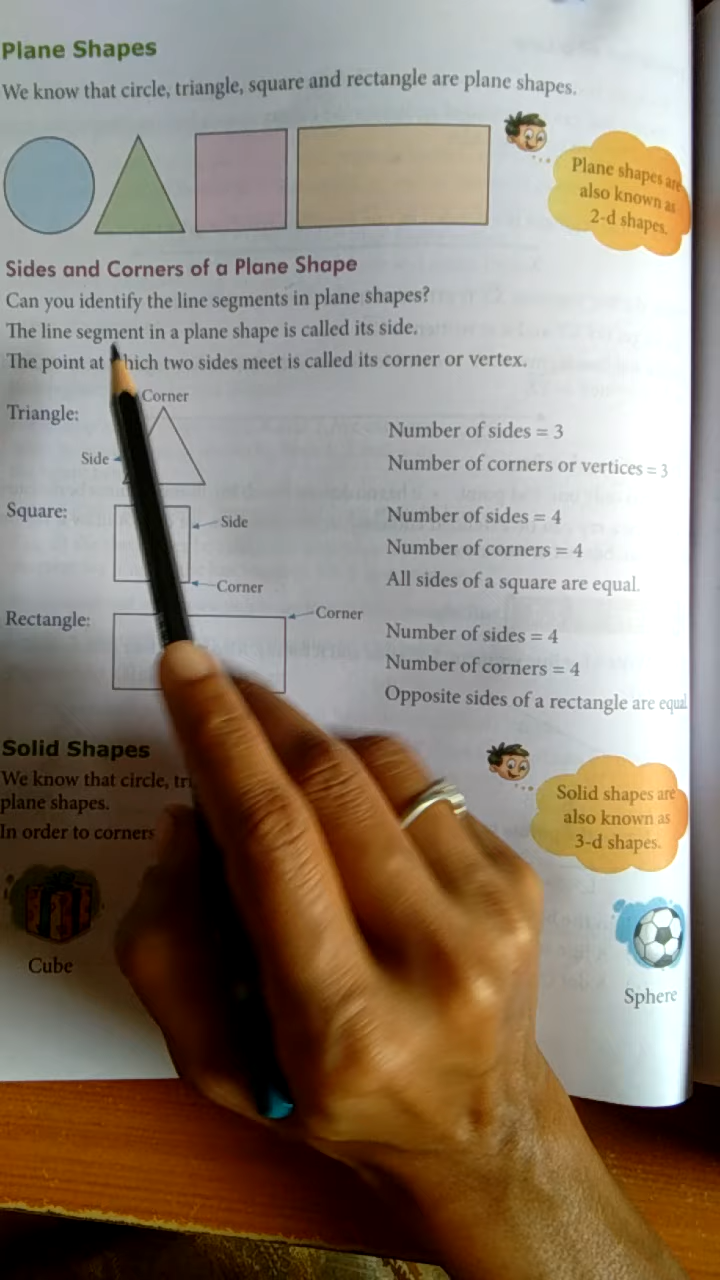 Plane Shapes
We know that circle, triangle, square and rectangle are plane shapes.
Plane shapes are
also known as
2-d shapes.
Sides and Corners of a Plane Shape
Can you identify the line segments in plane shapes?
The line segment in a plane shape is called its side.
The point at which two sides meet is called its corner or vertex.
Triangle:
Corner
Side
Number of sides = 3
Number of corners or vertices = 3
Square:
Side
Corner
Number of sides = 4
Number of corners = 4
All sides of a square are equal.
Rectangle:
Corner
Number of sides = 4
Number of corners = 4
Opposite sides of a rectangle are equal
Solid Shapes
We know that circle,
plane shapes.
In order to corners
Solid shapes are
also known as
3-d shapes.
Cube
Sphere